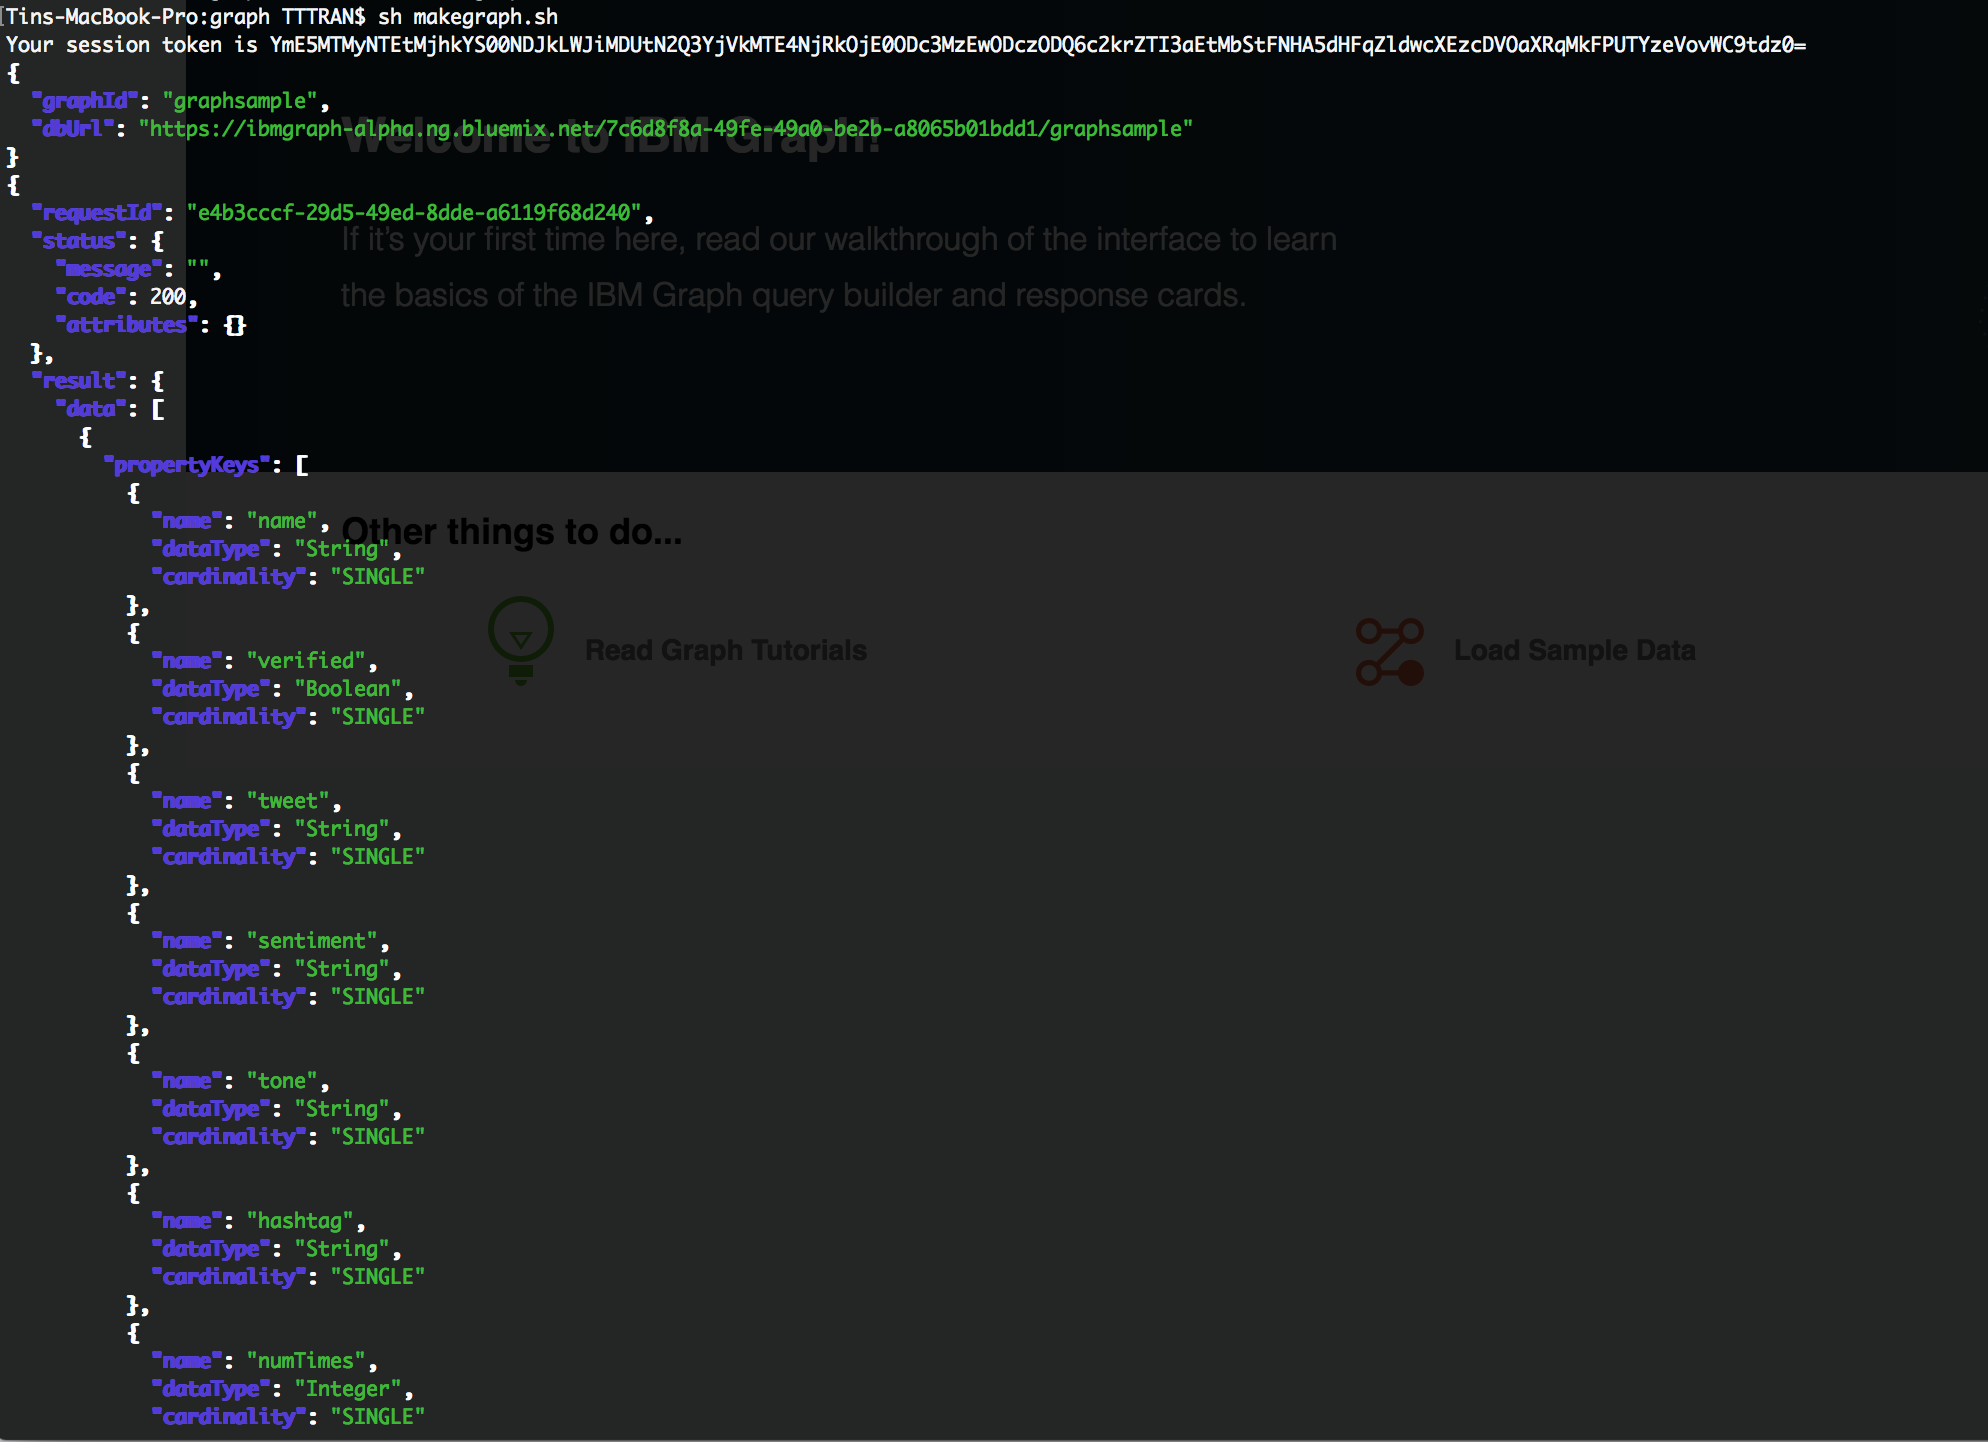 Tins-MacBook-Pro:graph TTTRAN$ sh makegraph.sh
Your session token is YmE5MTMyNTEtMjhkYS00NDJkLWJiMDUtN2Q3YjVkMTE4NjRkOjE0ODc3MzEwODczODQ6c2krZTI3aEtMbStFNHA5dHFqZldwcXEzcDVOaXRqMkFPUTYzeVovWC9tdz0=
{
"graphId": "graphsample",
"dbUrl": "https://ibmgraph-alpha.ng.bluemix.net/7c6d8f8a-49fe-49a0-be2b-a8065b01bdd1/graphsample"
Welcome to IBM Graph!
}
{
"requestId": "e4b3cccf-29d5-49ed-8dde-a6119f68d240",
"status": {
If it's your first time here, read our walkthrough of the interface to learn
"message": "",
"code": 200,
the basics of the IBM Graph query builder and response cards.
"attributes": {}
},
"result": {
"data": [
{
"propertyKeys": [
{
"name": "name",
Other things to do...
"dataType": "String",
"cardinality": "SINGLE"
},
{
Read Graph Tutorials
Load Sample Data
"name": "verified",
"dataType": "Boolean",
"cardinality": "SINGLE"
},
{
"name": "tweet",
"dataType": "String",
"cardinality": "SINGLE"
},
{
"name": "sentiment",
"dataType": "String",
"cardinality": "SINGLE"
},
{
"name": "tone",
"dataType": "String",
"cardinality": "SINGLE"
},
{
"name": "hashtag",
"dataType": "String",
"cardinality": "SINGLE"
},
{
"name": "numTimes",
"dataType": "Integer",
"cardinality": "SINGLE"